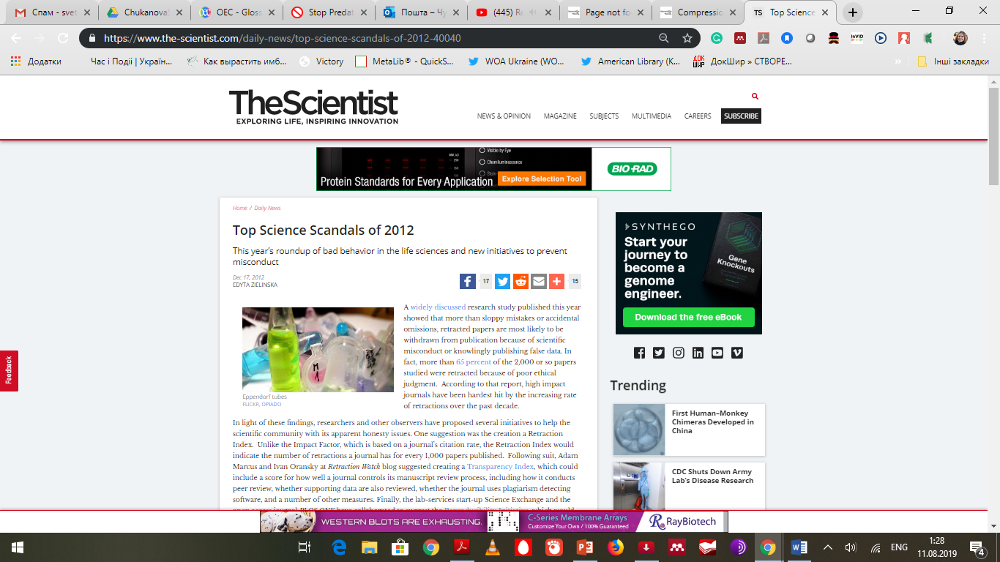 Спам - svet
Chukanova
OEC - Gloss
Stop Predat
Пошта – Чу
(445) Re
Page not fo
Compressio
Top Science
https://www.the-scientist.com/daily-news/top-science-scandals-of-2012-40040
Додатки
Час і Події | Україн...
Как вырастить имб...
Victory
MetaLib® - QuickS...
WOA Ukraine (WO...
American Library (K...
ДокШир » СТВОРЕ...
»
Інші закладки
TheScientist
EXPLORING LIFE, INSPIRING INNOVATION
NEWS & OPINION
MAGAZINE
SUBJECTS
MULTIMEDIA
CAREERS
SUBSCRIBE
Visible by Eye
Chemiluminescence
Protein Standards for Every Application
Explore Selection Tool
BIO-RAD
Home / Daily News
Top Science Scandals of 2012
This year's roundup of bad behavior in the life sciences and new initiatives to prevent
misconduct
Dec 17, 2012
EDYTA ZIELINSKA
17
15
A widely discussed research study published this year
showed that more than sloppy mistakes or accidental
omissions, retracted papers are most likely to be
withdrawn from publication because of scientific
misconduct or knowlingly publishing false data. In
fact, more than 65 percent of the 2,000 or so papers
studied were retracted because of poor ethical
judgment. According to that report, high impact
journals have been hardest hit by the increasing rate
of retractions over the past decade.
Eppendorf tubes
FLICKR, OPIADO
In light of these findings, researchers and other observers have proposed several initiatives to help the
scientific community with its apparent honesty issues. One suggestion was the creation a Retraction
Index. Unlike the Impact Factor, which is based on a journal's citation rate, the Retraction Index would
indicate the number of retractions a journal has for every 1,000 papers published. Following suit, Adam
Marcus and Ivan Oransky at Retraction Watch blog suggested creating a Transparency Index, which could
include a score for how well a journal controls its manuscript review process, including how it conducts
peer review, whether supporting data are also reviewed, whether the journal uses plagiarism detecting
software, and a number of other measures. Finally, the lab-services start-up Science Exchange and the
Feedback
SYNTHEGO
Start your
journey to
become a
genome
engineer.
Gene
Knockouts
Download the free eBook
Trending
First Human–Monkey
Chimeras Developed in
China
CDC Shuts Down Army
Lab's Disease Research
WESTERN BLOTS ARE EXHAUSTING.
C-Series Membrane Arrays
Customize Your Own / 100% Guaranteed
RayBiotech
ENG
1:28
11.08.2019
4